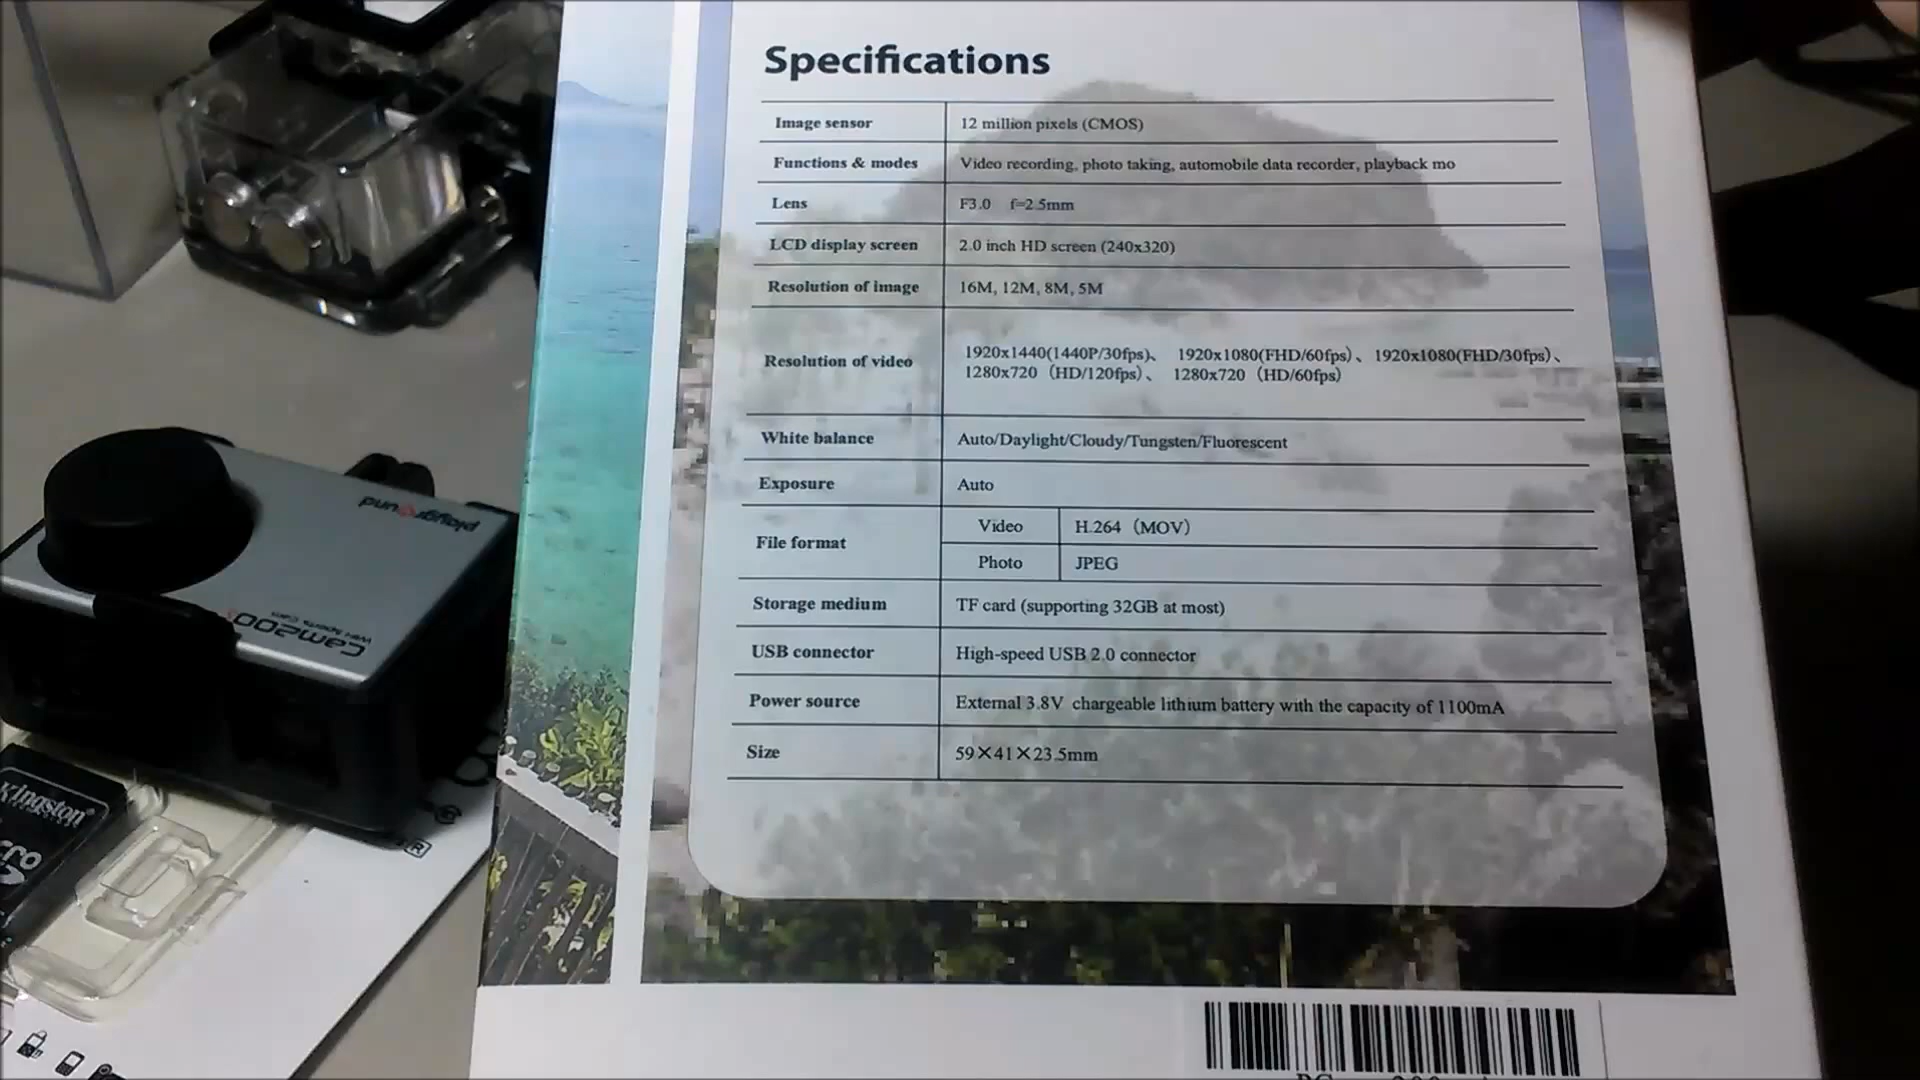 Specifications
Image sensor 12 million pixels (CMOS)
Functions & modes Video recording, photo taking, automobile data recorder, playback mo
Lens F3.0 f=2.5mm
LCD display screen 2.0 inch HD screen (240x320)
Resolution of image 16M, 12M, 8M, 5M
Resolution of video 1920x1440(1440P/30fps)、 1920x1080(FHD/60fps)、1920x1080(FHD/30fps)、
1280x720（HD/120fps)、 1280x720（HD/60fps)
White balance Auto/Daylight/Cloudy/Tungsten/Fluorescent
Exposure Auto
File format Video H.264（MOV）
Photo JPEG
Storage medium TF card (supporting 32GB at most)
USB connector High-speed USB 2.0 connector
Power source External 3.8V chargeable lithium battery with the capacity of 1100mA
Size 59×41×23.5mm
playground
Cam200
Wifi Sports Cam
Kingston